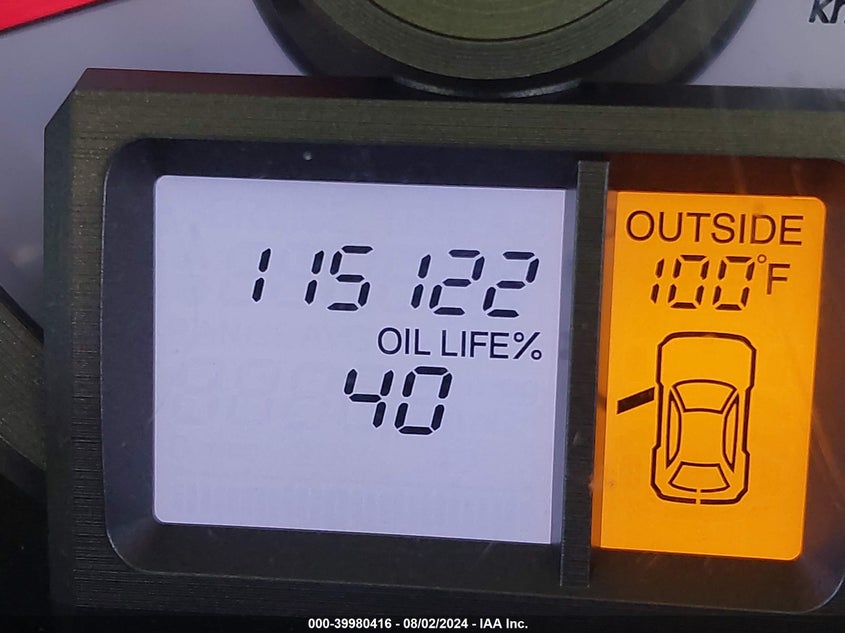 115122
OIL LIFE%
40
OUTSIDE
100°F
000-39980416 - 08/02/2024 - IAA Inc.